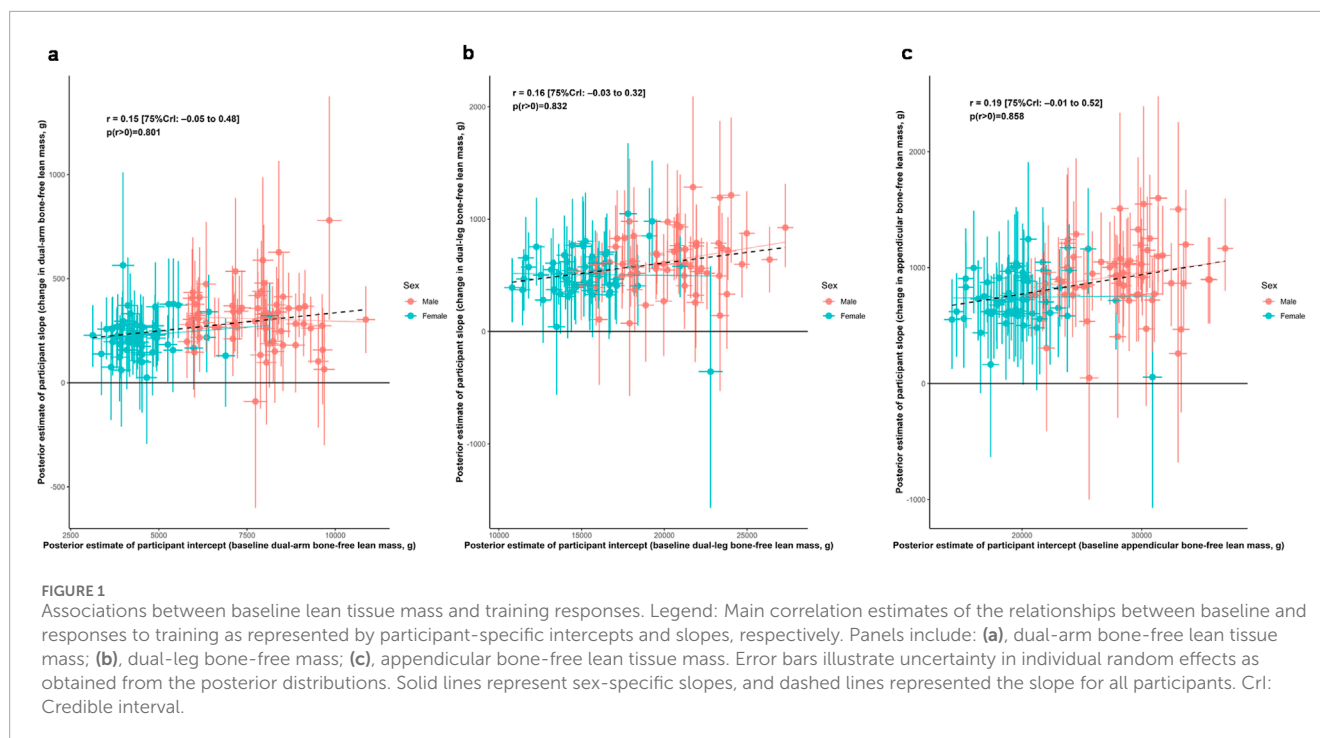 a
r = 0.15 [75%CrI: –0.05 to 0.48]
p(r>0)=0.801
Posterior estimate of participant slope (change in dual-arm bone-free lean mass, g)
1000
500
0
-500
2500 5000 7500 10000
Posterior estimate of participant intercept (baseline dual-arm bone-free lean mass, g)
Sex
Male
Female
b
r = 0.16 [75%CrI: –0.03 to 0.32]
p(r>0)=0.832
Posterior estimate of participant slope (change in dual-leg bone-free lean mass, g)
2000
1000
0
-1000
10000 15000 20000 25000
Posterior estimate of participant intercept (baseline dual-leg bone-free lean mass, g)
Sex
Male
Female
c
r = 0.19 [75%CrI: –0.01 to 0.52]
p(r>0)=0.858
Posterior estimate of participant slope (change in appendicular bone-free lean mass, g)
2000
1000
0
-1000
20000 30000
Posterior estimate of participant intercept (baseline appendicular bone-free lean mass, g)
Sex
Male
Female
FIGURE 1
Associations between baseline lean tissue mass and training responses. Legend: Main correlation estimates of the relationships between baseline and
responses to training as represented by participant-specific intercepts and slopes, respectively. Panels include: (a), dual-arm bone-free lean tissue
mass; (b), dual-leg bone-free mass; (c), appendicular bone-free lean tissue mass. Error bars illustrate uncertainty in individual random effects as
obtained from the posterior distributions. Solid lines represent sex-specific slopes, and dashed lines represented the slope for all participants. CrI:
Credible interval.